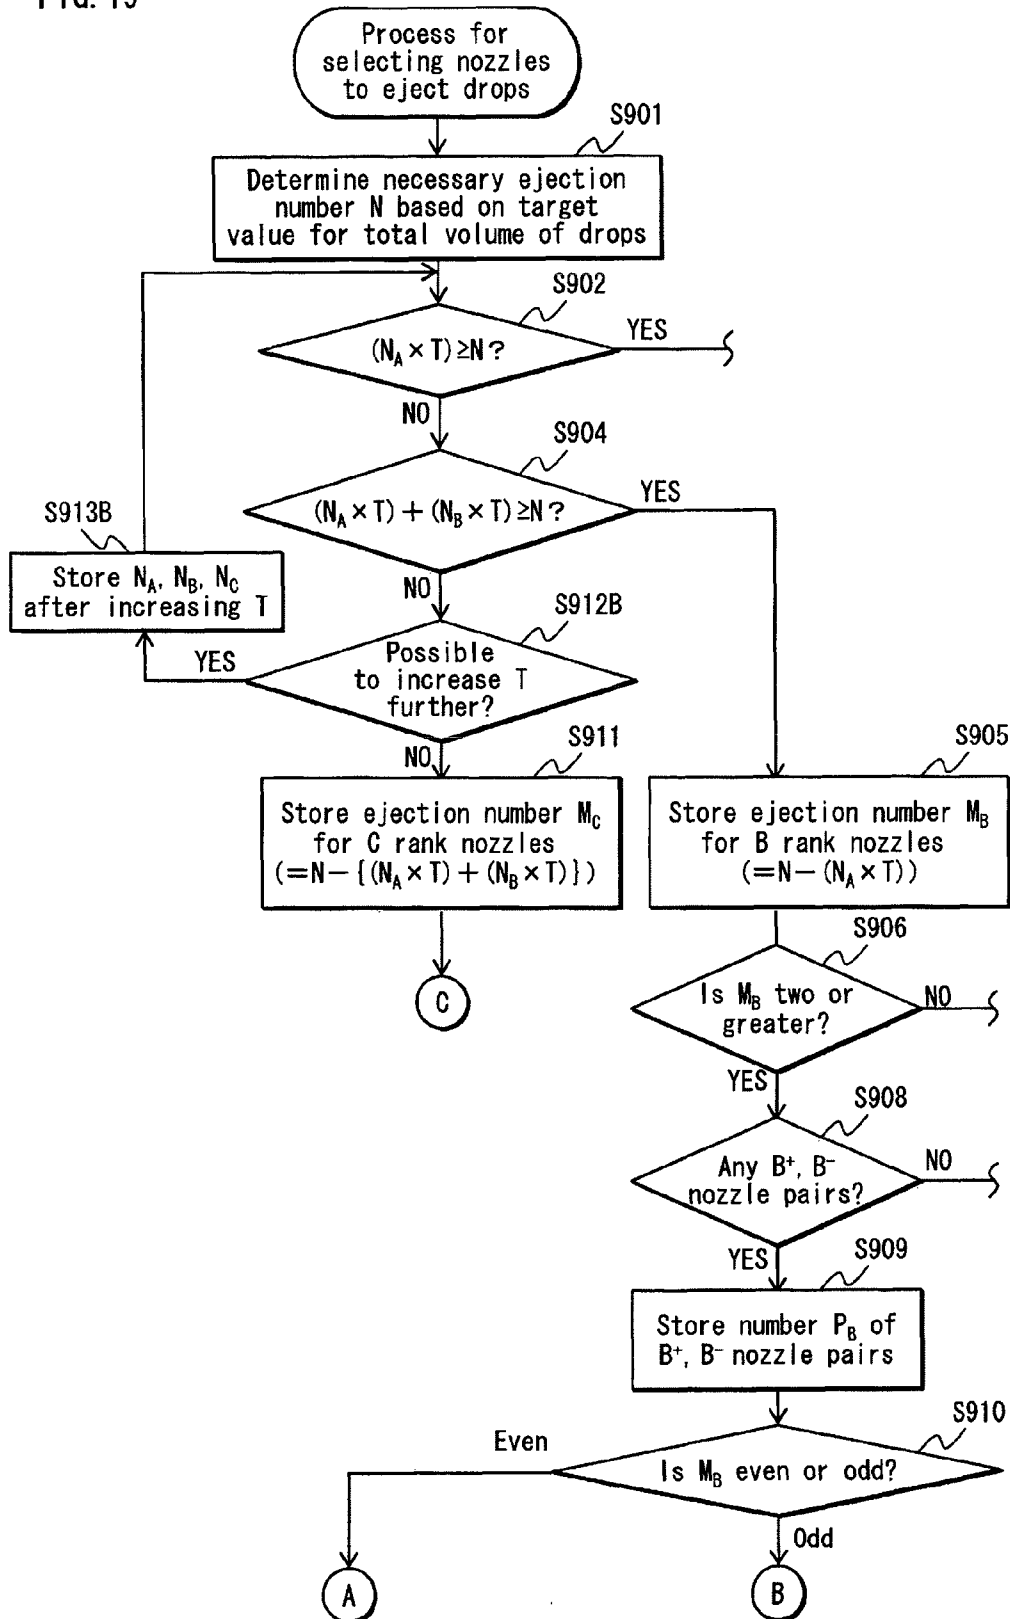 FIG. 19
Process for
selecting nozzles
to eject drops
S901
Determine necessary ejection
number N based on target
value for total volume of drops
S902
(N_A × T) ≥N?
YES
NO
S904
(N_A × T) + (N_B × T) ≥N?
YES
S913B
Store N_A, N_B, N_C
after increasing T
NO
S912B
Possible
to increase T
further?
YES
NO
S911
Store ejection number M_C
for C rank nozzles
(=N－{(N_A × T) + (N_B × T)})
C
S905
Store ejection number M_B
for B rank nozzles
(=N－(N_A × T))
S906
Is M_B two or
greater?
NO
YES
S908
Any B⁺, B⁻
nozzle pairs?
NO
YES
S909
Store number P_B of
B⁺, B⁻ nozzle pairs
S910
Is M_B even or odd?
Even
Odd
A
B